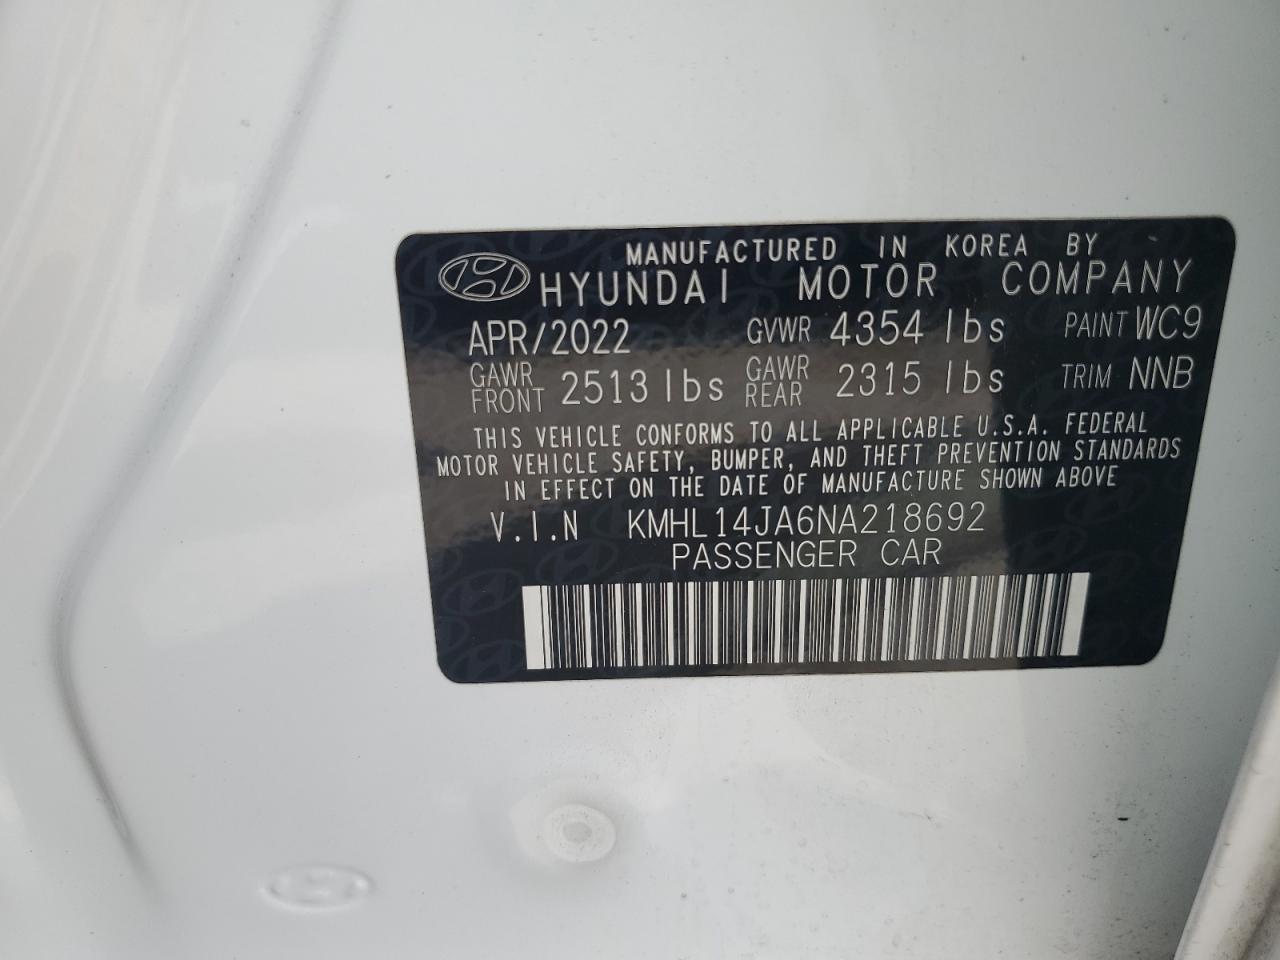 MANUFACTURED IN KOREA BY
HYUNDAI MOTOR COMPANY
APR/2022 GVWR 4354 lbs PAINT WC9
GAWR FRONT 2513 lbs GAWR REAR 2315 lbs TRIM NNB
THIS VEHICLE CONFORMS TO ALL APPLICABLE U.S.A. FEDERAL
MOTOR VEHICLE SAFETY, BUMPER, AND THEFT PREVENTION STANDARDS
IN EFFECT ON THE DATE OF MANUFACTURE SHOWN ABOVE
V.I.N KMHL14JA6NA218692
PASSENGER CAR